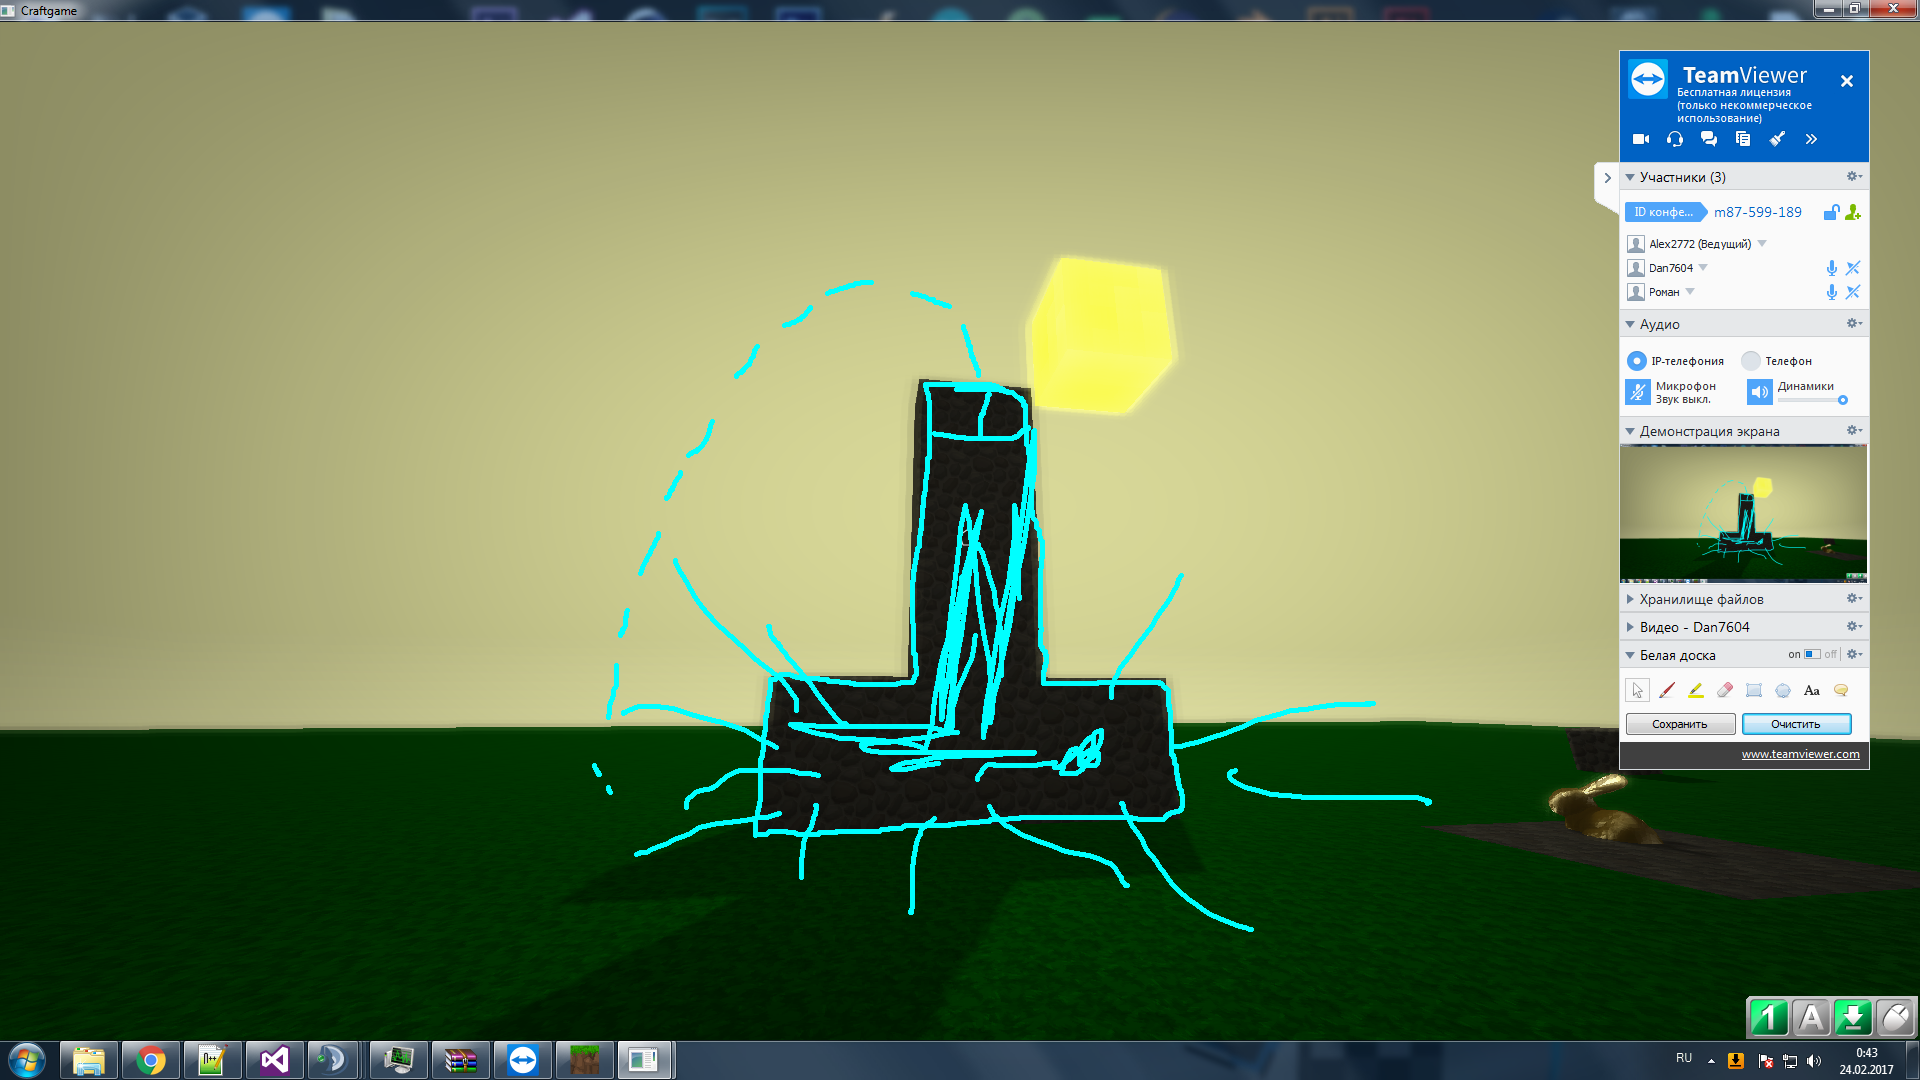 Craftgame
TeamViewer
Бесплатная лицензия
(только некоммерческое
использование)
Участники (3)
ID конфе...
m87-599-189
Alex2772 (Ведущий)
Dan7604
Роман
Аудио
IP-телефония
Телефон
Микрофон
Звук выкл.
Динамики
Демонстрация экрана
Хранилище файлов
Видео - Dan7604
Белая доска
on
off
Aa
Сохранить
Очистить
www.teamviewer.com
1
A
RU
0:43
24.02.2017